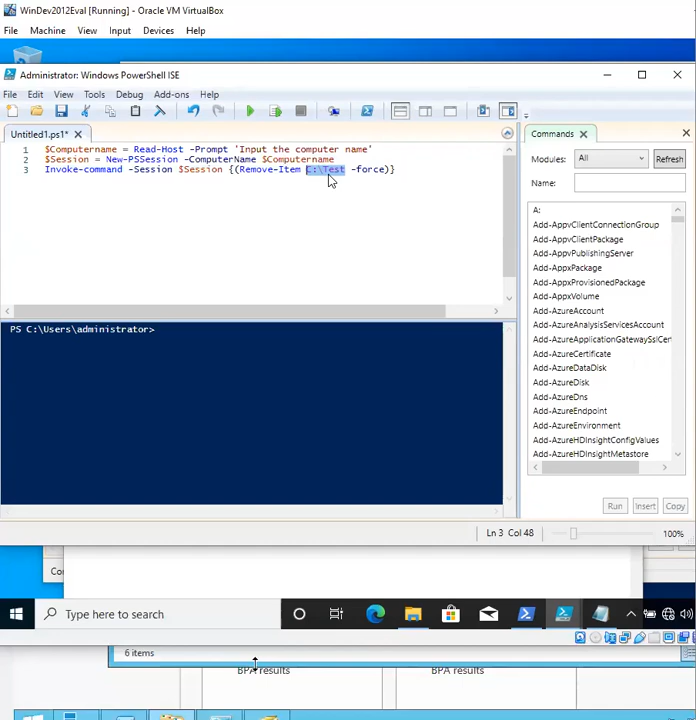 WinDev2012Eval [Running] - Oracle VM VirtualBox
File Machine View Input Devices Help
Administrator: Windows PowerShell ISE
File Edit View Tools Debug Add-ons Help
Untitled1.ps1* Commands
1 $Computername = Read-Host -Prompt 'Input the computer name'
2 $Session = New-PSSession -ComputerName $Computername
3 Invoke-command -Session $Session {(Remove-Item C:\Test -force)}
Modules: All Refresh
Name:
A:
Add-AppvClientConnectionGroup
Add-AppvClientPackage
Add-AppvPublishingServer
Add-AppxPackage
Add-AppxProvisionedPackage
Add-AppxVolume
Add-AzureAccount
Add-AzureAnalysisServicesAccount
Add-AzureApplicationGatewaySslCer
Add-AzureCertificate
Add-AzureDataDisk
Add-AzureDisk
Add-AzureDns
Add-AzureEndpoint
Add-AzureEnvironment
Add-AzureHDInsightConfigValues
Add-AzureHDInsightMetastore
PS C:\Users\administrator>
Run Insert Copy
Ln 3 Col 48 100%
Type here to search
6 items
BPA results BPA results